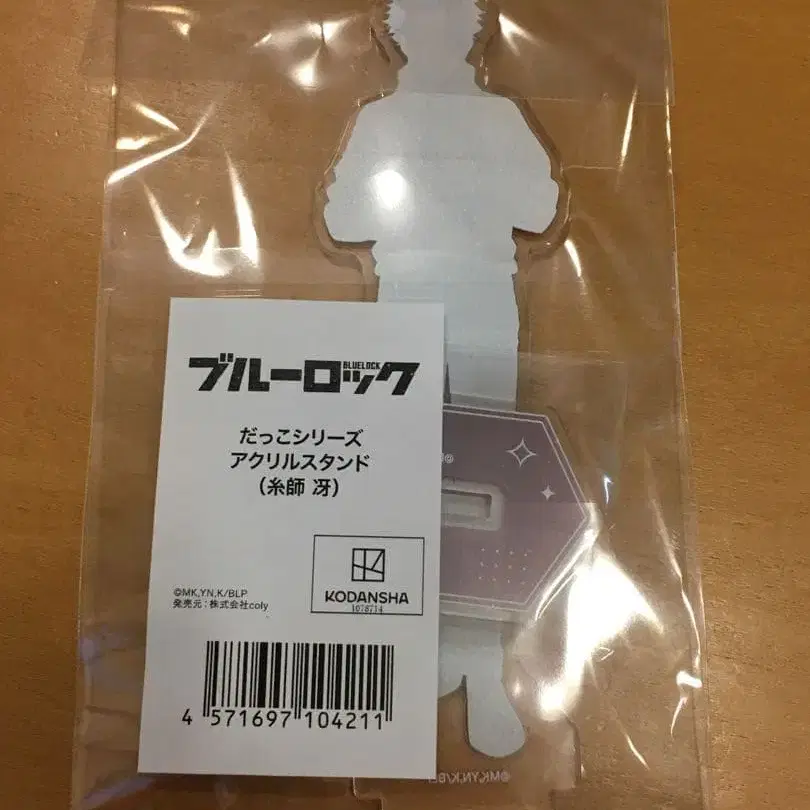 ブルーロック
BLUELOCK
だっこシリーズ
アクリルスタンド
(糸師 冴)
©MK,YN,K/BLP
発売元：株式会社coly
KODANSHA
1078714
4 571697 104211
©MK,YN,K/B